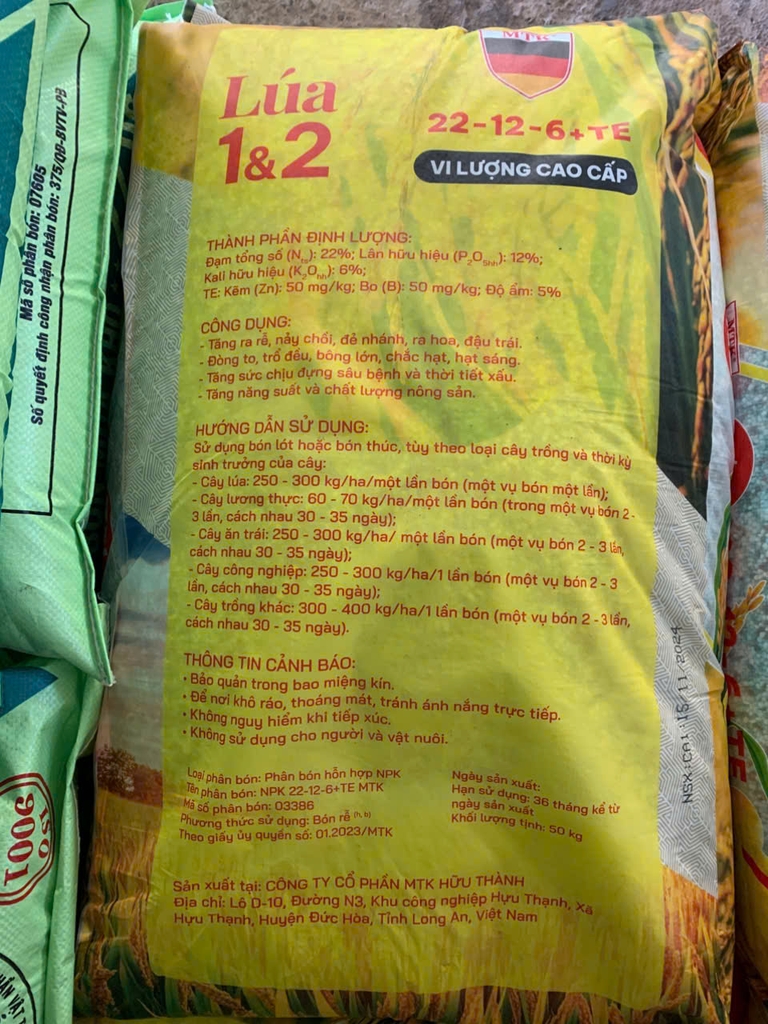 MTK
Lúa
1&2
22-12-6+TE
VI LƯỢNG CAO CẤP
THÀNH PHẦN ĐỊNH LƯỢNG:
Đạm tổng số (Nts): 22%; Lân hữu hiệu (P2O5hh): 12%;
Kali hữu hiệu (K2Ohh): 6%;
TE: Kẽm (Zn): 50 mg/kg; Bo (B): 50 mg/kg; Độ ẩm: 5%
CÔNG DỤNG:
- Tăng ra rễ, nảy chồi, đẻ nhánh, ra hoa, đậu trái.
- Đòng to, trổ đều, bông lớn, chắc hạt, hạt sáng.
- Tăng sức chịu đựng sâu bệnh và thời tiết xấu.
- Tăng năng suất và chất lượng nông sản.
HƯỚNG DẪN SỬ DỤNG:
Sử dụng bón lót hoặc bón thúc, tùy theo loại cây trồng và thời kỳ
sinh trưởng của cây:
- Cây lúa: 250 - 300 kg/ha/một lần bón (một vụ bón một lần);
- Cây lương thực: 60 - 70 kg/ha/một lần bón (trong một vụ bón 2 -
3 lần, cách nhau 30 - 35 ngày);
- Cây ăn trái: 250 - 300 kg/ha/ một lần bón (một vụ bón 2 - 3 lần,
cách nhau 30 - 35 ngày);
- Cây công nghiệp: 250 - 300 kg/ha/1 lần bón (một vụ bón 2 - 3
lần, cách nhau 30 - 35 ngày);
- Cây trồng khác: 300 - 400 kg/ha/1 lần bón (một vụ bón 2 - 3 lần,
cách nhau 30 - 35 ngày).
THÔNG TIN CẢNH BÁO:
• Bảo quản trong bao miệng kín.
• Để nơi khô ráo, thoáng mát, tránh ánh nắng trực tiếp.
• Không nguy hiểm khi tiếp xúc.
• Không sử dụng cho người và vật nuôi.
Loại phân bón: Phân bón hỗn hợp NPK
Tên phân bón: NPK 22-12-6+TE MTK
Mã số phân bón: 03386
Phương thức sử dụng: Bón rễ (h, b)
Theo giấy ủy quyền số: 01.2023/MTK
Ngày sản xuất:
Hạn sử dụng: 36 tháng kể từ
ngày sản xuất
Khối lượng tịnh: 50 kg
Sản xuất tại: CÔNG TY CỔ PHẦN MTK HỮU THÀNH
Địa chỉ: Lô D-10, Đường N3, Khu công nghiệp Hựu Thạnh, Xã
Hựu Thạnh, Huyện Đức Hòa, Tỉnh Long An, Việt Nam
NSX:CA1 15.11.2024
Mã số phân bón: 07605
Số quyết định công nhận phân bón: 375/QĐ-BVTV-PB
ISO
9001
MTK
+TE